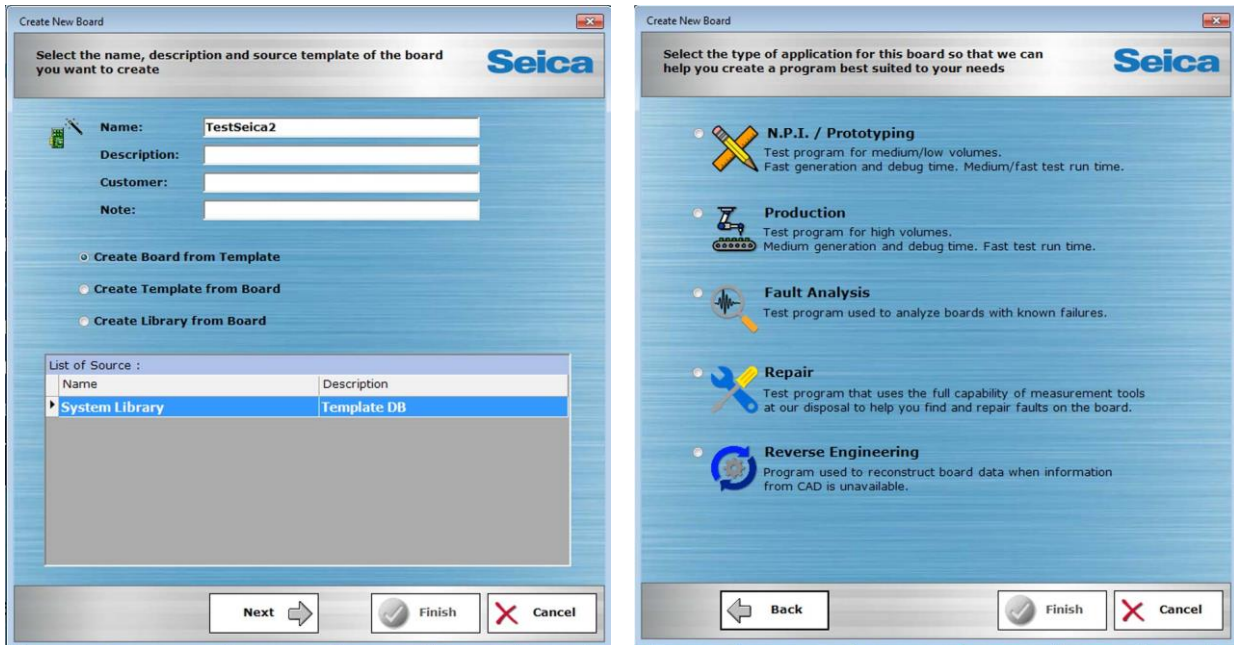 Create New Board
Select the name, description and source template of the board
you want to create
Seica
Name:
TestSeica2
Description:
Customer:
Note:
Create Board from Template
Create Template from Board
Create Library from Board
List of Source :
Name
Description
System Library
Template DB
Next
Finish
Cancel
Create New Board
Select the type of application for this board so that we can
help you create a program best suited to your needs
Seica
N.P.I. / Prototyping
Test program for medium/low volumes.
Fast generation and debug time. Medium/fast test run time.
Production
Test program for high volumes.
Medium generation and debug time. Fast test run time.
Fault Analysis
Test program used to analyze boards with known failures.
Repair
Test program that uses the full capability of measurement tools
at our disposal to help you find and repair faults on the board.
Reverse Engineering
Program used to reconstruct board data when information
from CAD is unavailable.
Back
Finish
Cancel